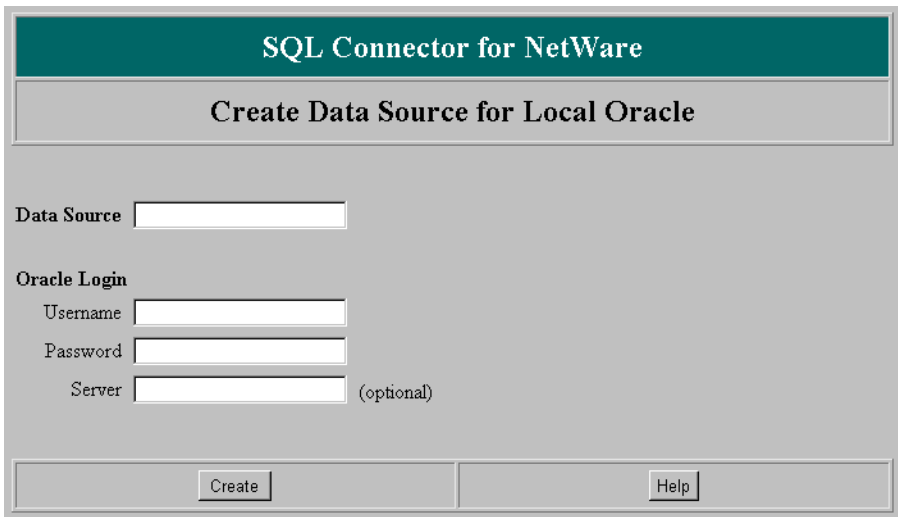 SQL Connector for NetWare
Create Data Source for Local Oracle
Data Source
Oracle Login
Username
Password
Server (optional)
Create Help